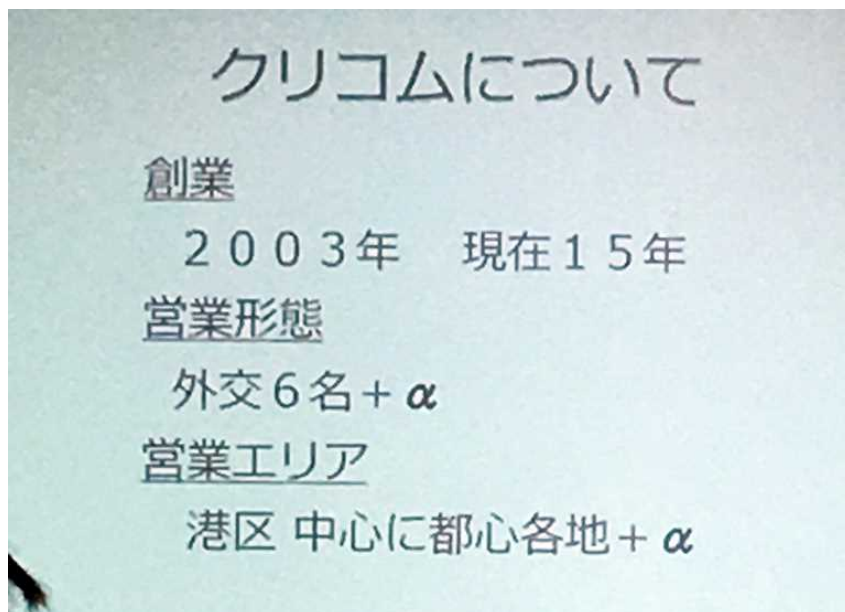 クリコムについて
創業
２００３年　現在１５年
営業形態
外交６名＋α
営業エリア
港区 中心に都心各地＋α